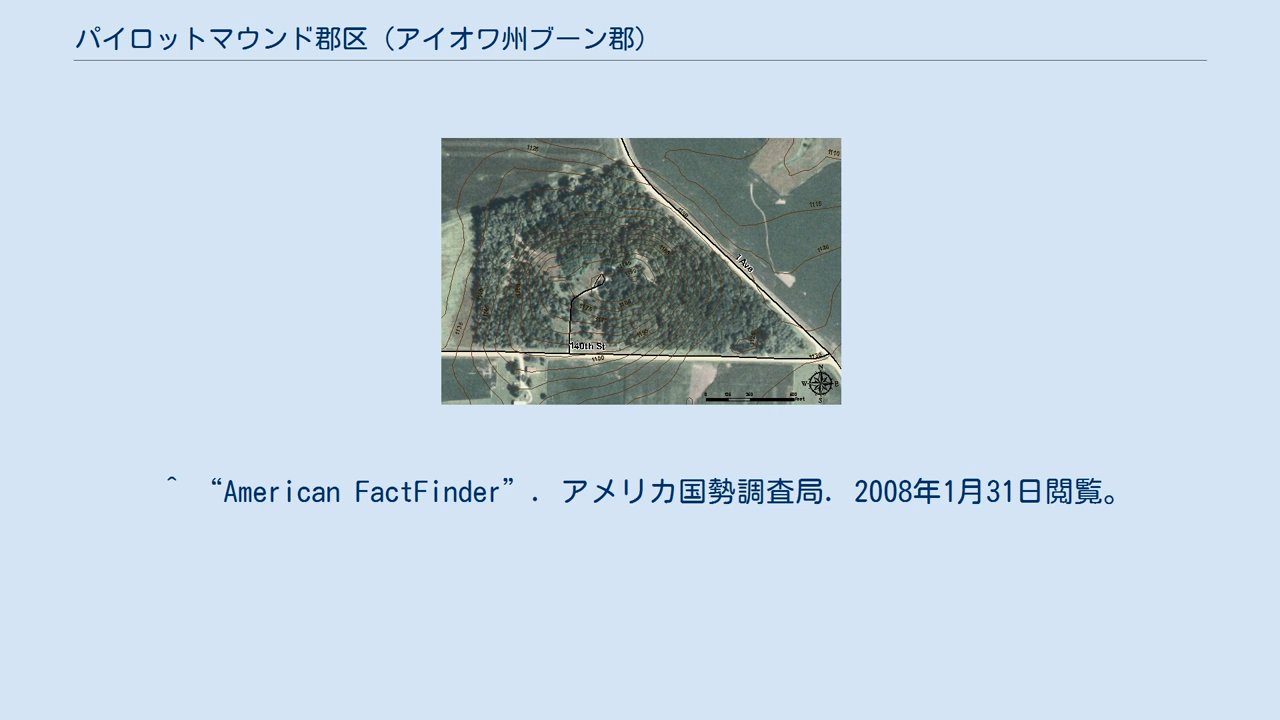 パイロットマウンド郡区（アイオワ州ブーン郡）
140th St
N
W
E
S
^ “American FactFinder”. アメリカ国勢調査局. 2008年1月31日閲覧。